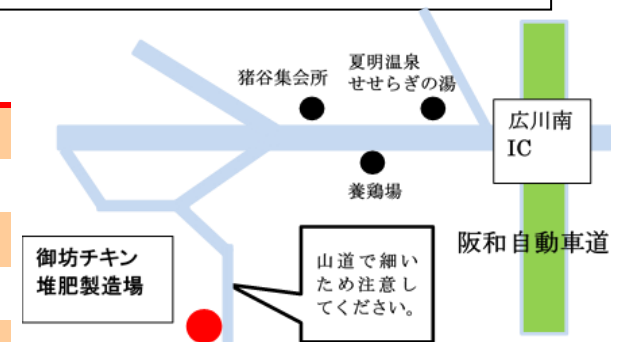 夏明温泉
せせらぎの湯
猪谷集会所
広川南
IC
養鶏場
阪和自動車道
御坊チキン
堆肥製造場
山道で細い
ため注意し
てください。